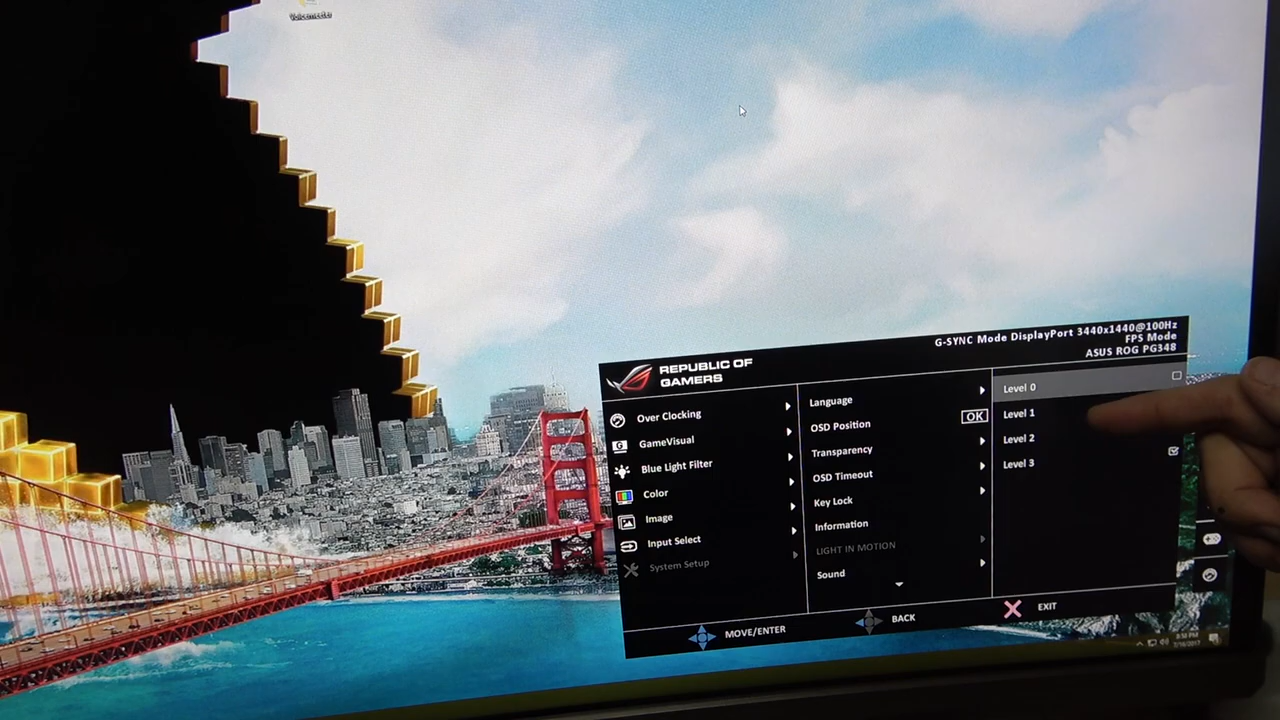 Voicemeeter
G-SYNC Mode DisplayPort 3440x1440@100Hz
FPS Mode
ASUS ROG PG348
REPUBLIC OF
GAMERS
Over Clocking
GameVisual
Blue Light Filter
Color
Image
Input Select
System Setup
Language
OSD Position
OK
Transparency
OSD Timeout
Key Lock
Information
LIGHT IN MOTION
Sound
Level 0
Level 1
Level 2
Level 3
MOVE/ENTER
BACK
EXIT